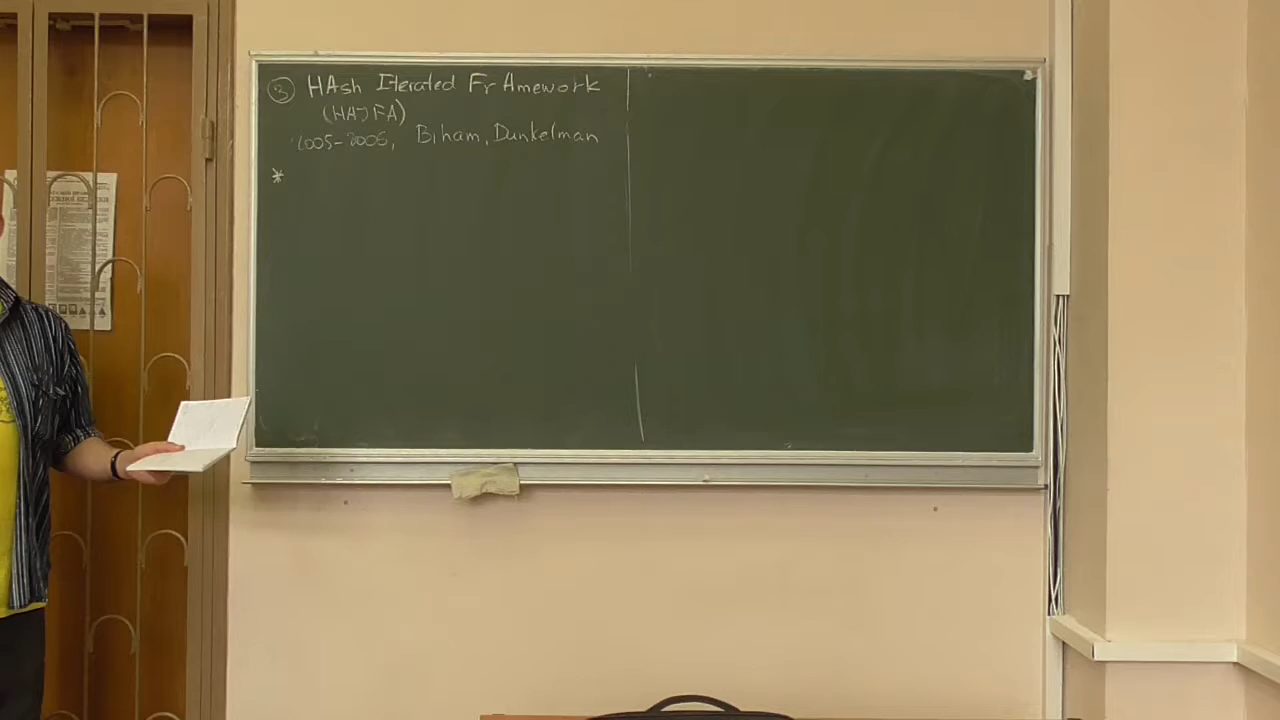 ③ HAsh Iterated FrAmework
(HAIFA)
2005-2006, Biham, Dunkelman
*